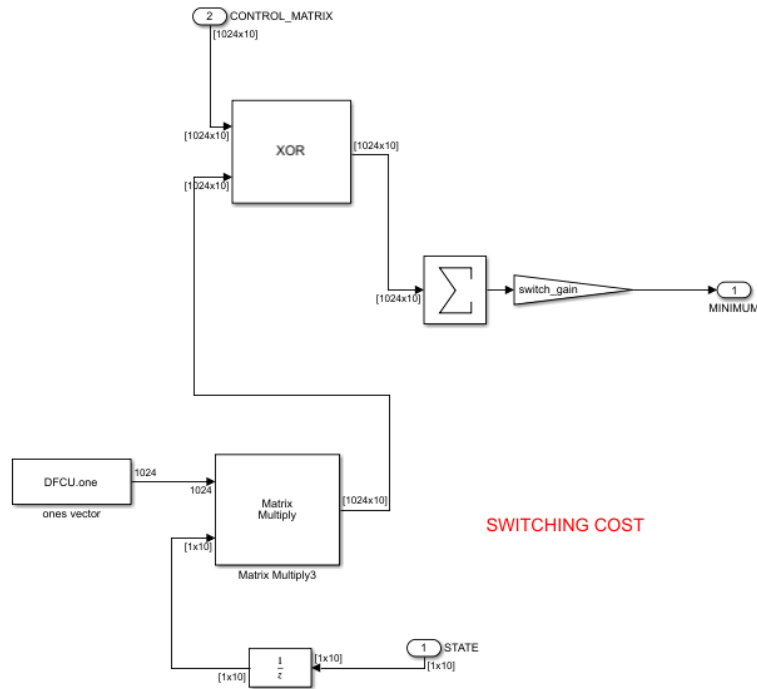 2 CONTROL_MATRIX
[1024x10]
[1024x10]
XOR
[1024x10]
[1024x10]
[1024x10]
∑
switch_gain
1
MINIMUM
DFCU.one
1024
1024
ones vector
Matrix
Multiply
[1024x10]
[1x10]
Matrix Multiply3
SWITCHING COST
1 STATE
[1x10]
[1x10]
1
z
[1x10]